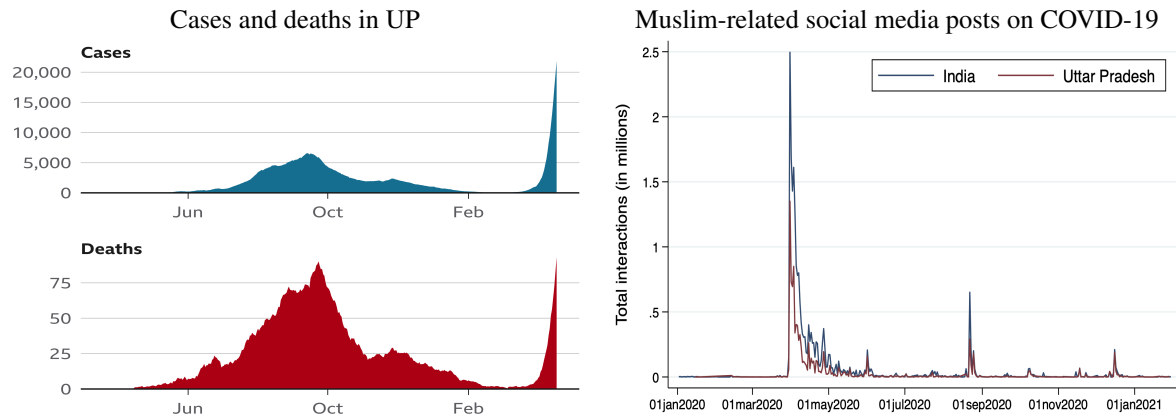 Cases and deaths in UP
Cases
20,000
15,000
10,000
5,000
0
Jun Oct Feb
Deaths
75
50
25
0
Jun Oct Feb
Muslim-related social media posts on COVID-19
India Uttar Pradesh
Total interactions (in millions)
2.5
2
1.5
1
.5
0
01jan2020 01mar2020 01may2020 01jul2020 01sep2020 01nov2020 01jan2021